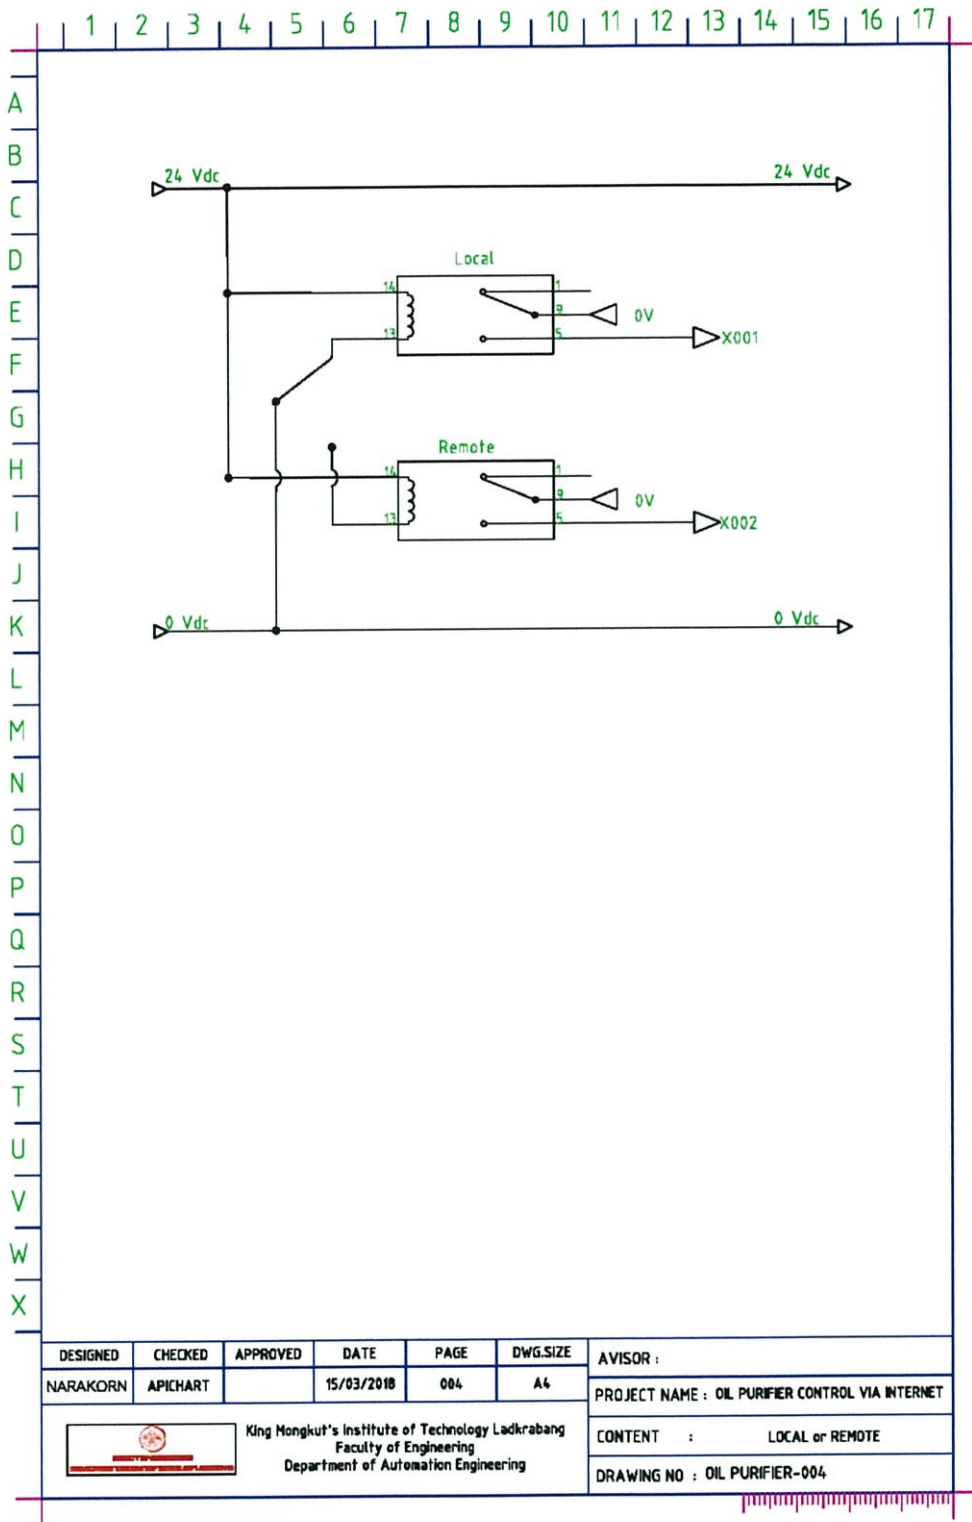 1 2 3 4 5 6 7 8 9 10 11 12 13 14 15 16 17
A
B
24 Vdc 24 Vdc
C
D
Local
14 1
E
9 0V
13 5 X001
F
G
Remote
H
14 1
9 0V
I
13 5 X002
J
K
0 Vdc 0 Vdc
L
M
N
O
P
Q
R
S
T
U
V
W
X
DESIGNED CHECKED APPROVED DATE PAGE DWG.SIZE
NARAKORN APICHART 15/03/2018 004 A4
AVISOR :
PROJECT NAME : OIL PURIFIER CONTROL VIA INTERNET
King Mongkut's Institute of Technology Ladkrabang
Faculty of Engineering
Department of Automation Engineering
CONTENT : LOCAL or REMOTE
DRAWING NO : OIL PURIFIER-004